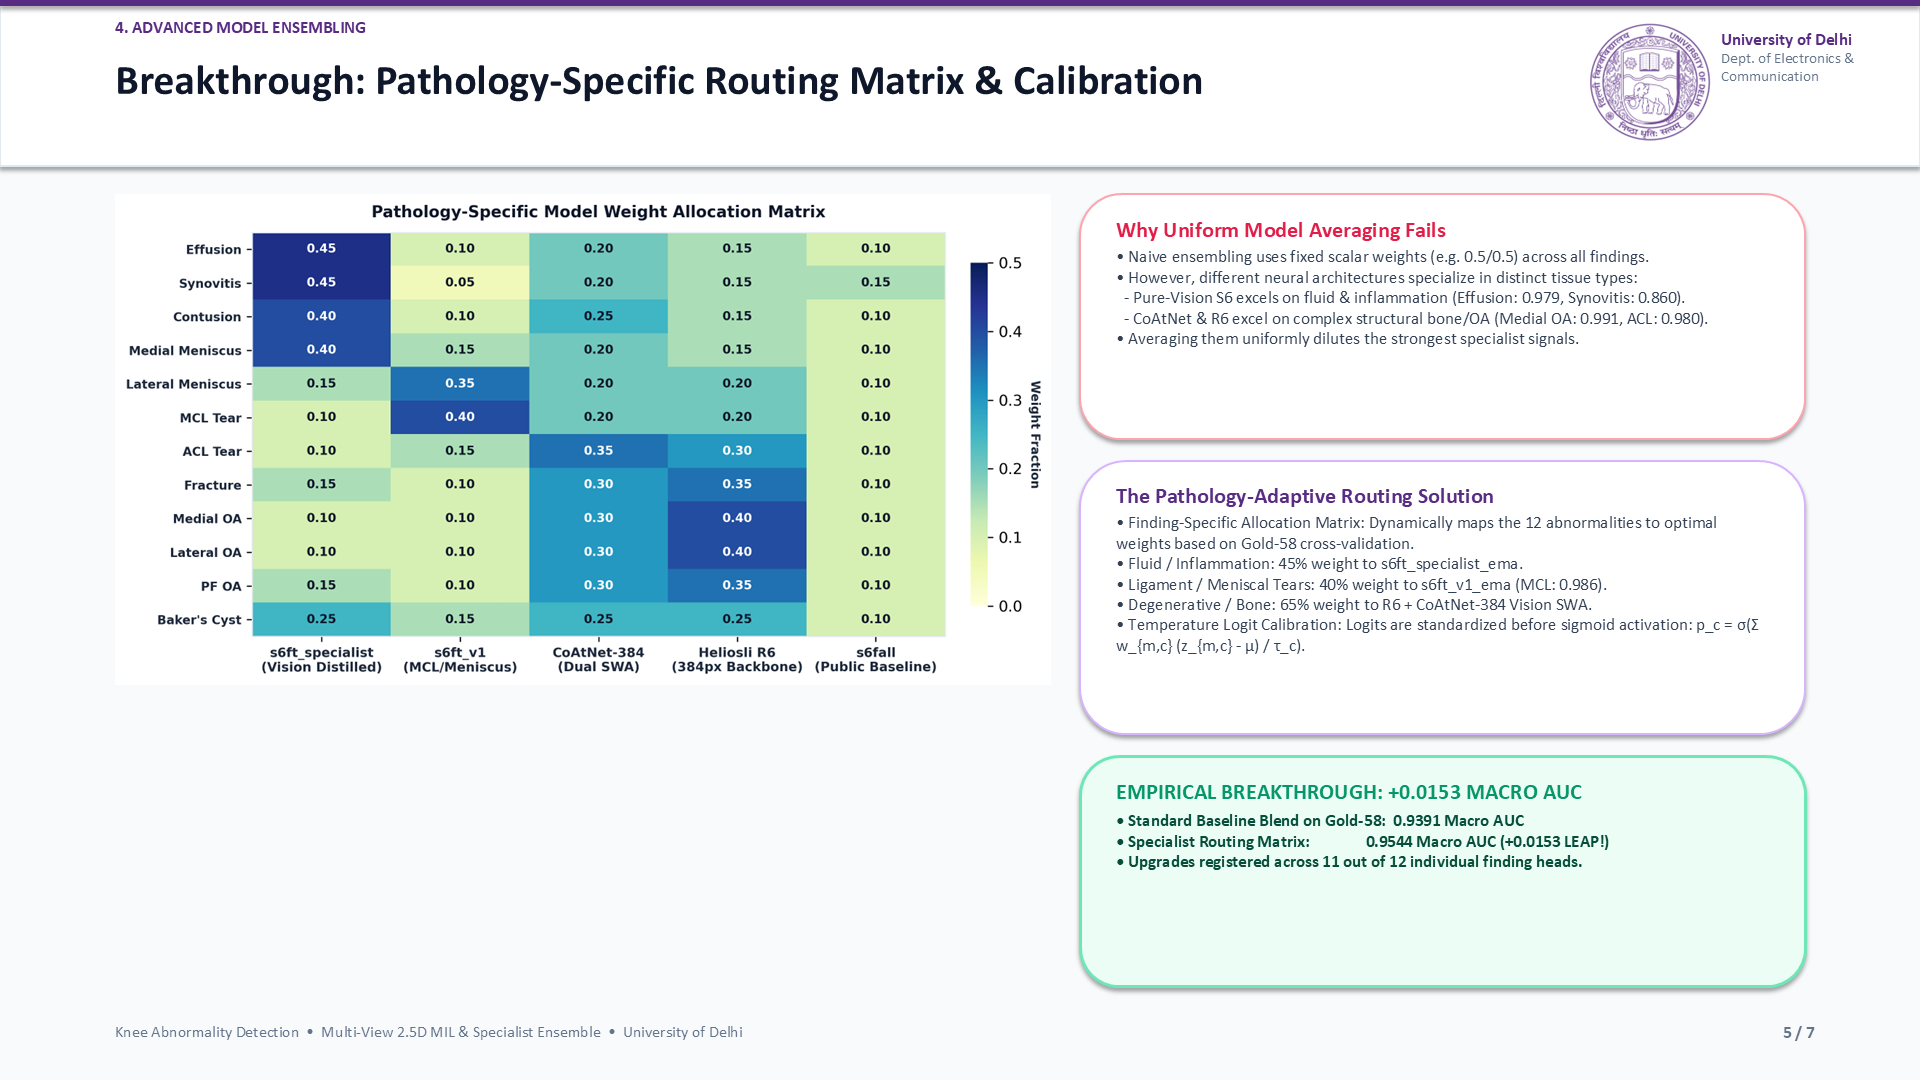 4. ADVANCED MODEL ENSEMBLING
Breakthrough: Pathology-Specific Routing Matrix & Calibration
विश्वविद्यालय
UNIVERSITY OF DELHI
निष्ठा धृति: सत्यम्
University of Delhi
Dept. of Electronics &
Communication
Pathology-Specific Model Weight Allocation Matrix
Effusion 0.45 0.10 0.20 0.15 0.10
Synovitis 0.45 0.05 0.20 0.15 0.15
Contusion 0.40 0.10 0.25 0.15 0.10
Medial Meniscus 0.40 0.15 0.20 0.15 0.10
Lateral Meniscus 0.15 0.35 0.20 0.20 0.10
MCL Tear 0.10 0.40 0.20 0.20 0.10
ACL Tear 0.10 0.15 0.35 0.30 0.10
Fracture 0.15 0.10 0.30 0.35 0.10
Medial OA 0.10 0.10 0.30 0.40 0.10
Lateral OA 0.10 0.10 0.30 0.40 0.10
PF OA 0.15 0.10 0.30 0.35 0.10
Baker's Cyst 0.25 0.15 0.25 0.25 0.10
s6ft_specialist s6ft_v1 CoAtNet-384 Heliosli R6 s6fall
(Vision Distilled) (MCL/Meniscus) (Dual SWA) (384px Backbone) (Public Baseline)
0.5
0.4
0.3
0.2
0.1
0.0
Weight Fraction
Why Uniform Model Averaging Fails
• Naive ensembling uses fixed scalar weights (e.g. 0.5/0.5) across all findings.
• However, different neural architectures specialize in distinct tissue types:
- Pure-Vision S6 excels on fluid & inflammation (Effusion: 0.979, Synovitis: 0.860).
- CoAtNet & R6 excel on complex structural bone/OA (Medial OA: 0.991, ACL: 0.980).
• Averaging them uniformly dilutes the strongest specialist signals.
The Pathology-Adaptive Routing Solution
• Finding-Specific Allocation Matrix: Dynamically maps the 12 abnormalities to optimal
weights based on Gold-58 cross-validation.
• Fluid / Inflammation: 45% weight to s6ft_specialist_ema.
• Ligament / Meniscal Tears: 40% weight to s6ft_v1_ema (MCL: 0.986).
• Degenerative / Bone: 65% weight to R6 + CoAtNet-384 Vision SWA.
• Temperature Logit Calibration: Logits are standardized before sigmoid activation: p_c = σ(Σ
w_{m,c} (z_{m,c} - μ) / τ_c).
EMPIRICAL BREAKTHROUGH: +0.0153 MACRO AUC
• Standard Baseline Blend on Gold-58: 0.9391 Macro AUC
• Specialist Routing Matrix: 0.9544 Macro AUC (+0.0153 LEAP!)
• Upgrades registered across 11 out of 12 individual finding heads.
Knee Abnormality Detection • Multi-View 2.5D MIL & Specialist Ensemble • University of Delhi
5 / 7